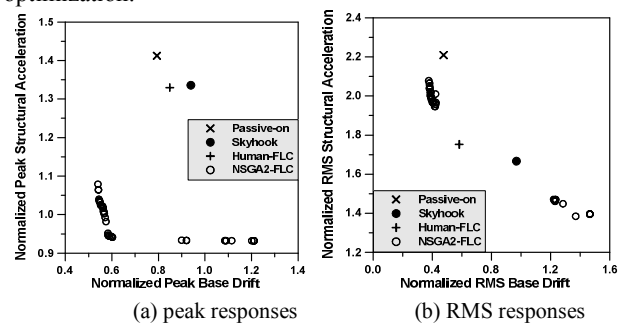 optimization.
Normalized Peak Structural Acceleration
1.5
1.4
1.3
1.2
1.1
1.0
0.9
Passive-on
Skyhook
Human-FLC
NSGA2-FLC
0.4 0.6 0.8 1.0 1.2 1.4
Normalized Peak Base Drift
(a) peak responses
Normalized RMS Structural Acceleration
2.4
2.2
2.0
1.8
1.6
1.4
1.2
Passive-on
Skyhook
Human-FLC
NSGA2-FLC
0.0 0.4 0.8 1.2 1.6
Normalized RMS Base Drift
(b) RMS responses